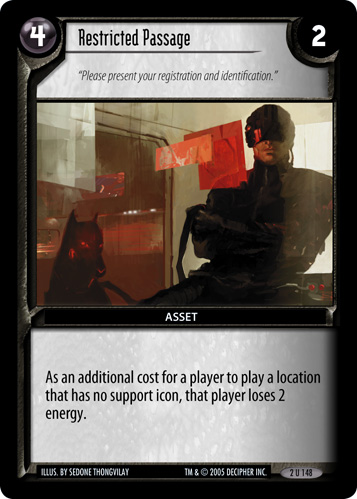 4 Restricted Passage 2
“Please present your registration and identification.”
ASSET
As an additional cost for a player to play a location
that has no support icon, that player loses 2
energy.
ILLUS. BY SEDONE THONGVILAY TM & © 2005 DECIPHER INC. 2 U 148